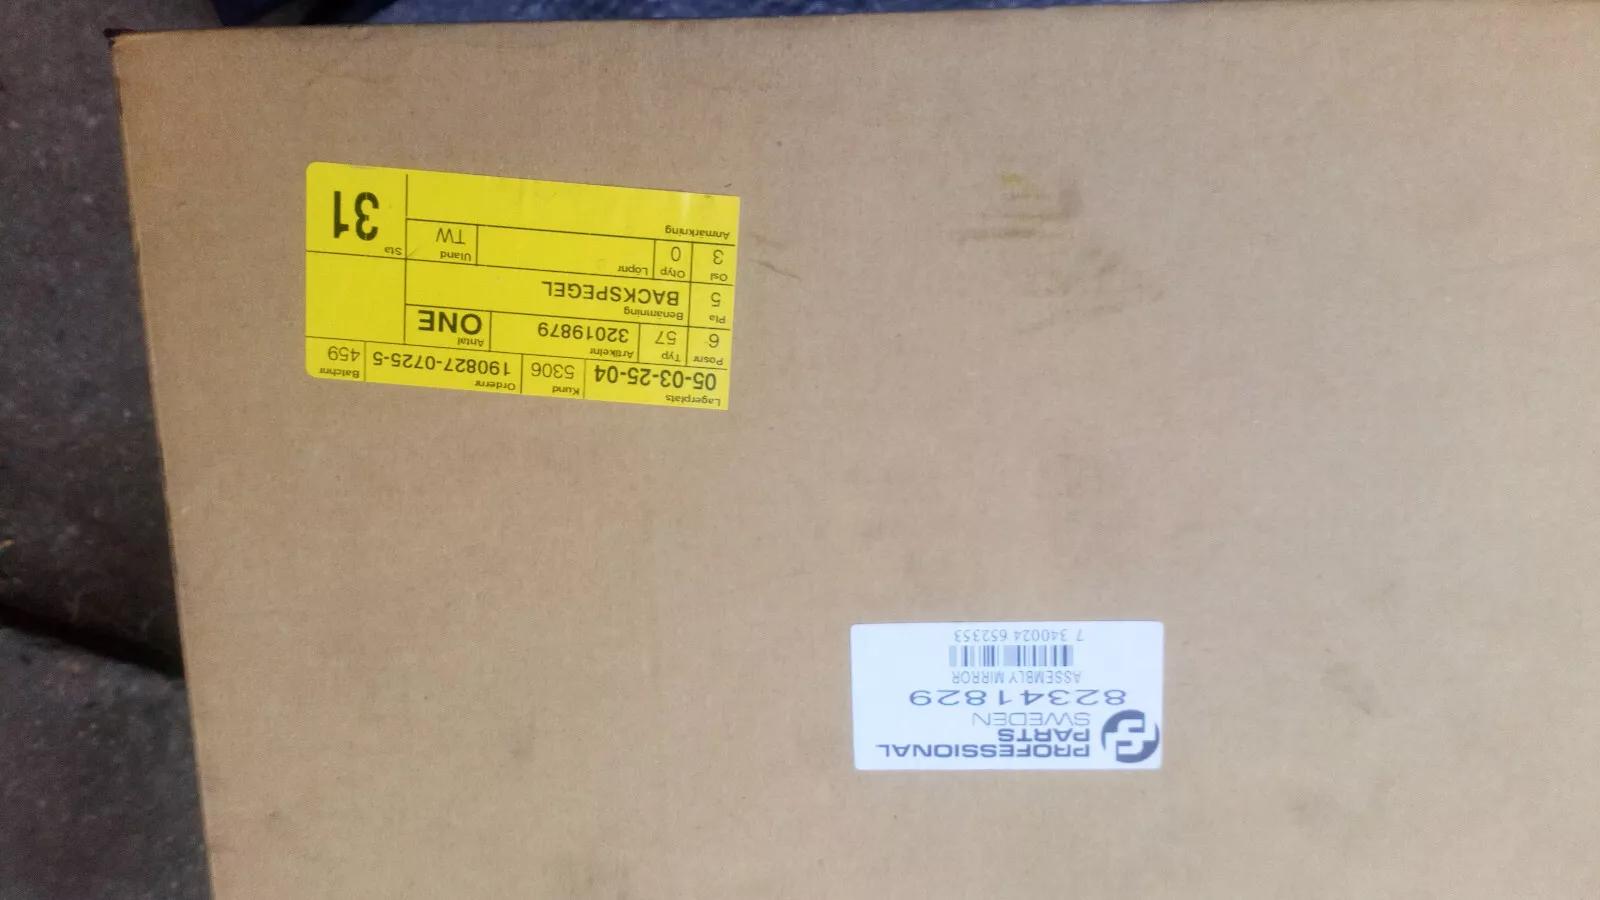 Lagerplats Kund Ordernr Batchnr
05-03-25-04 5306 190827-0725-5 459
Posnr Typ Artikelnr Antal
6 57 32019879 ONE
Pla Benamning
5 BACKSPEGEL
Osl Otyp Lopnr Uland Sta
3 0 TW 31
Anmarkning
PROFESSIONAL
PARTS
SWEDEN
82341829
ASSEMBLY MIRROR
7 340024 652353